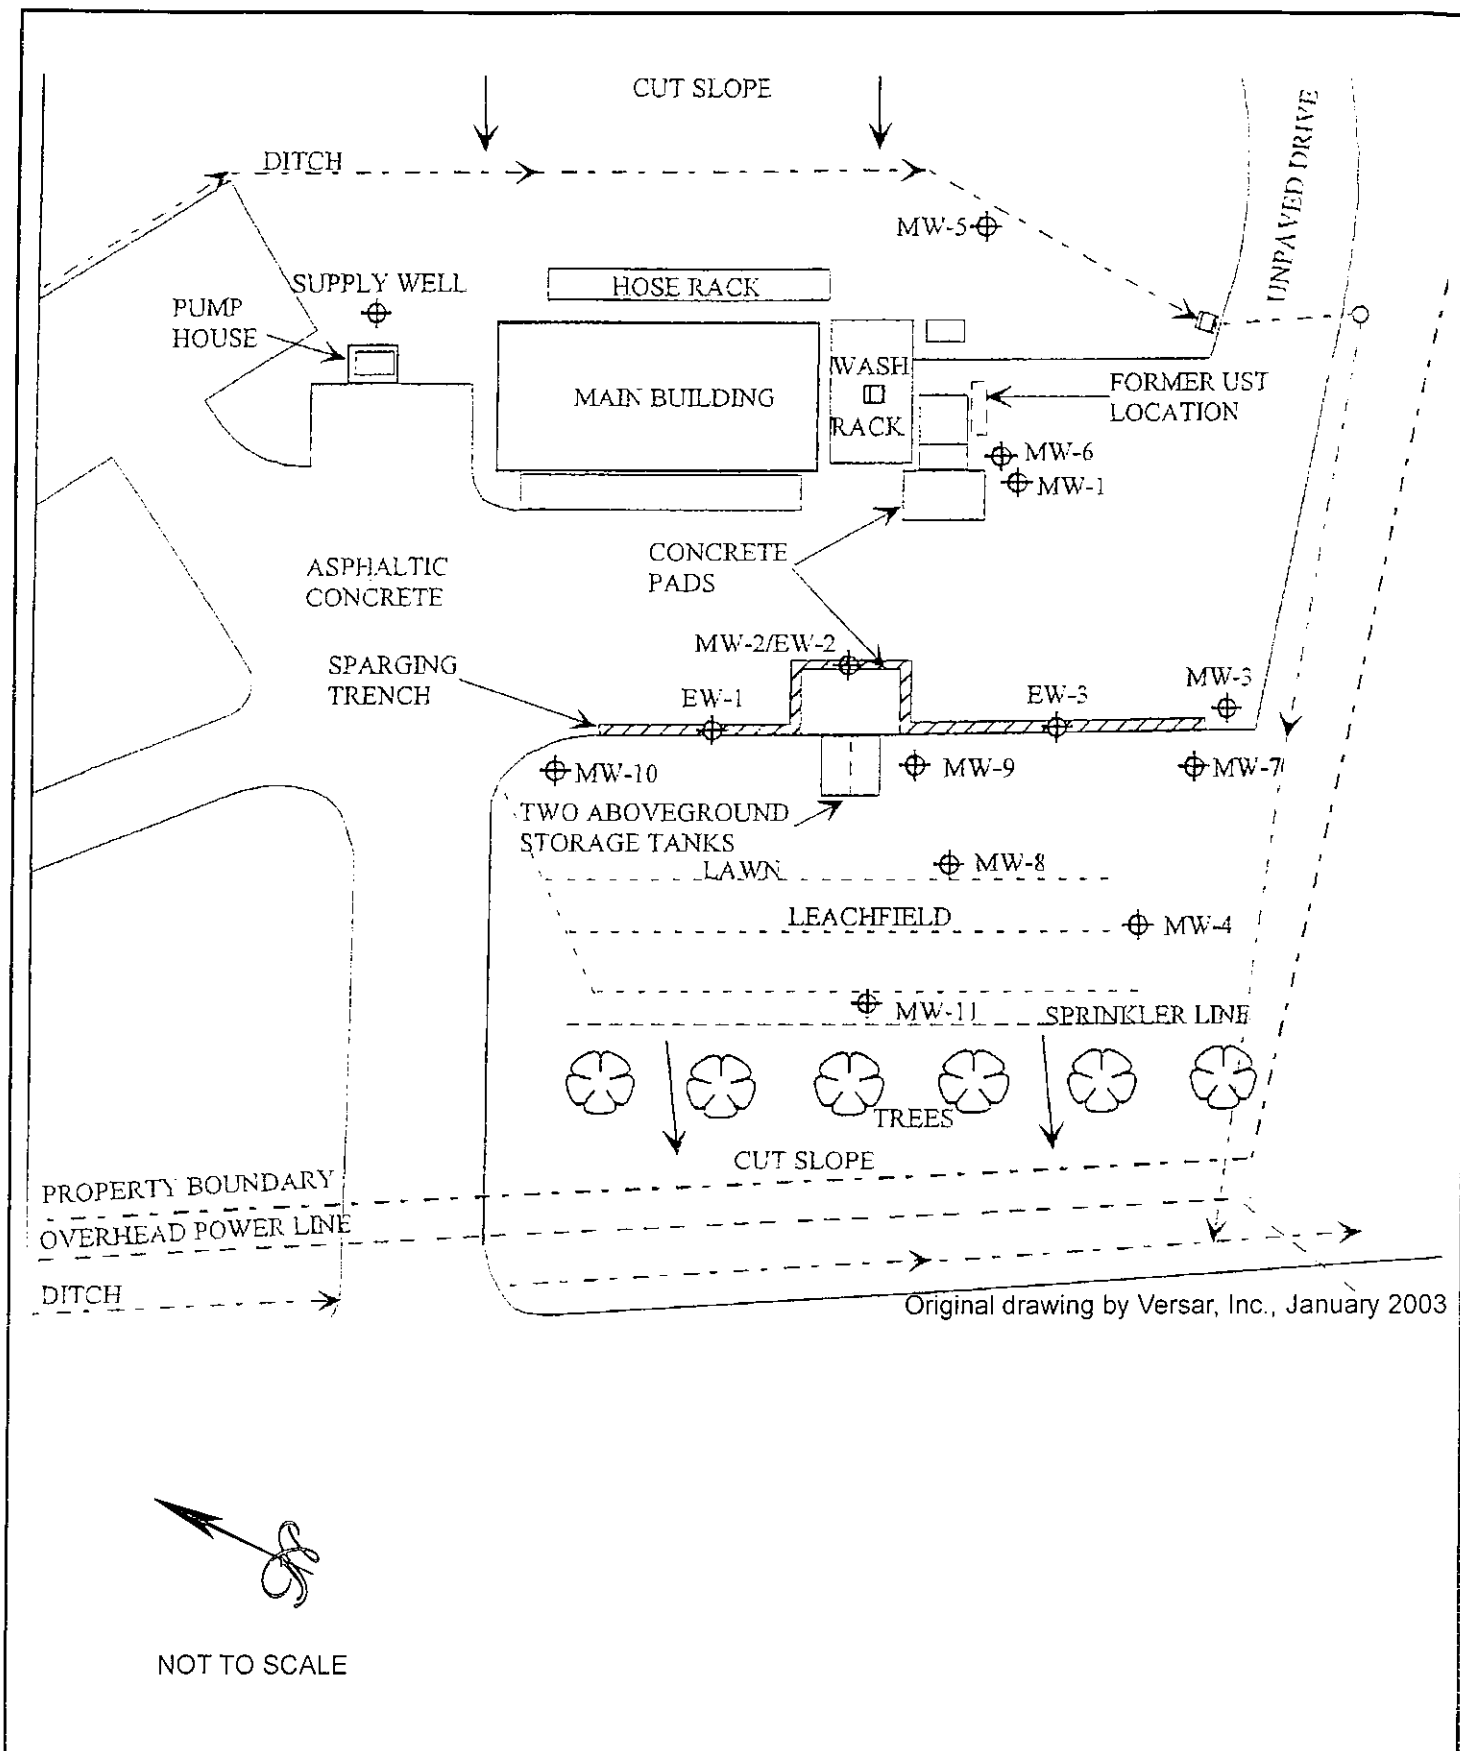 CUT SLOPE
DITCH
UNPAVED DRIVE
MW-5
SUPPLY WELL
HOSE RACK
PUMP
HOUSE
WASH
RACK
MAIN BUILDING
FORMER UST
LOCATION
MW-6
MW-1
CONCRETE
PADS
ASPHALTIC
CONCRETE
MW-2/EW-2
SPARGING
TRENCH
EW-1
EW-3
MW-3
MW-10
MW-9
MW-7
TWO ABOVEGROUND
STORAGE TANKS
LAWN
MW-8
LEACHFIELD
MW-4
MW-11
SPRINKLER LINE
TREES
CUT SLOPE
PROPERTY BOUNDARY
OVERHEAD POWER LINE
DITCH
Original drawing by Versar, Inc., January 2003
NOT TO SCALE